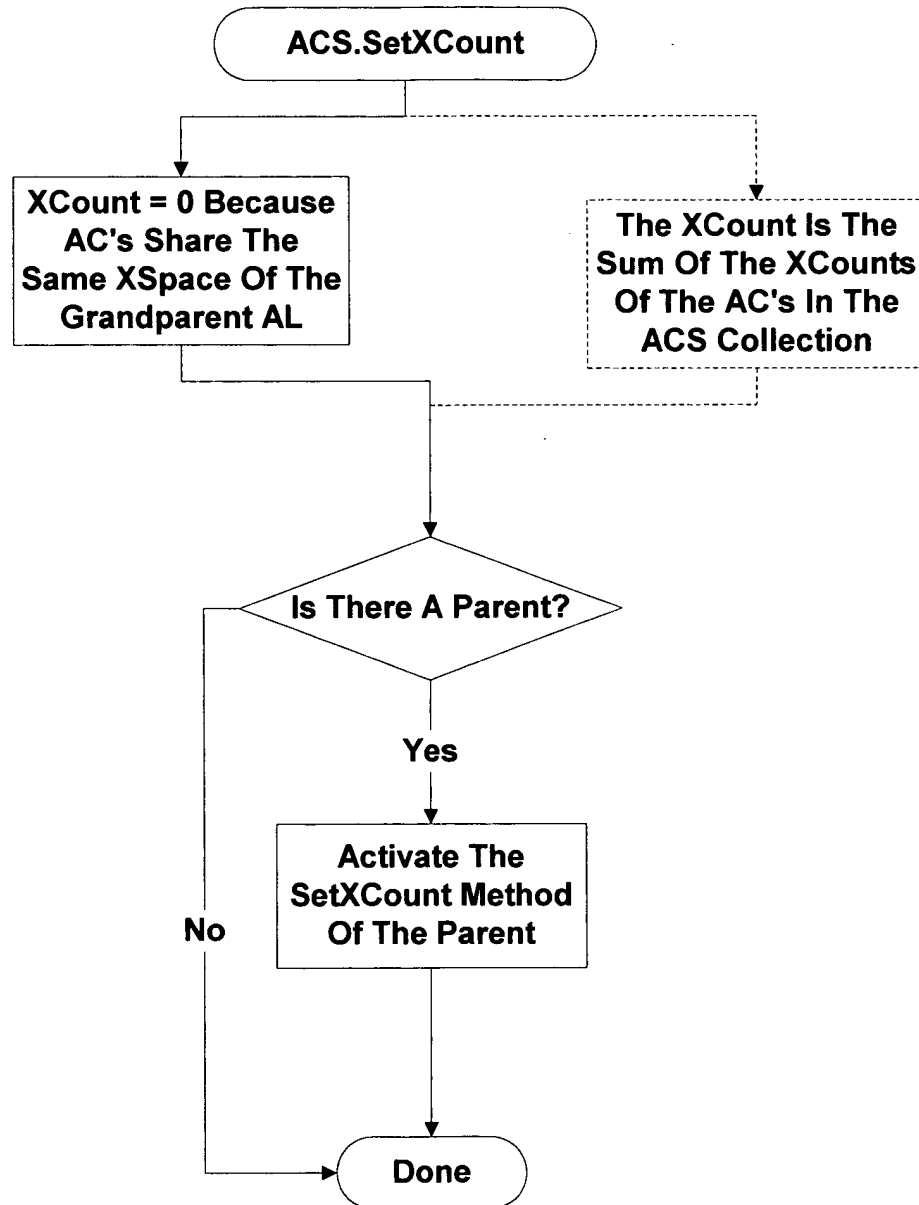 ACS.SetXCount
XCount = 0 Because
AC's Share The
Same XSpace Of The
Grandparent AL
The XCount Is The
Sum Of The XCounts
Of The AC's In The
ACS Collection
Is There A Parent?
Yes
Activate The
SetXCount Method
Of The Parent
No
Done